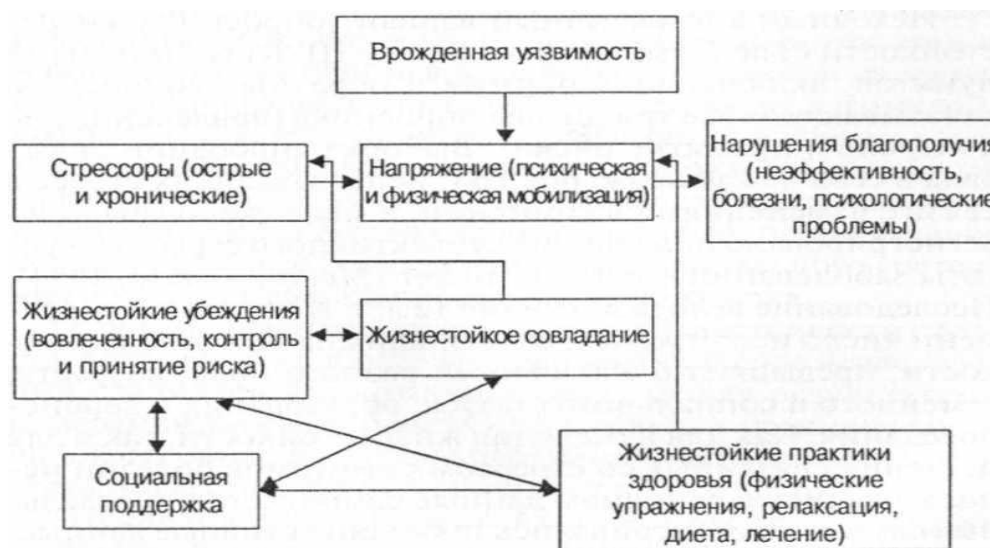 Врожденная уязвимость
Стрессоры (острые
и хронические)
Напряжение (психическая
и физическая мобилизация)
Нарушения благополучия
(неэффективность,
болезни, психологические
проблемы)
Жизнестойкие убеждения
(вовлеченность, контроль
и принятие риска)
Жизнестойкое совладание
Социальная
поддержка
Жизнестойкие практики
здоровья (физические
упражнения, релаксация,
диета, лечение)